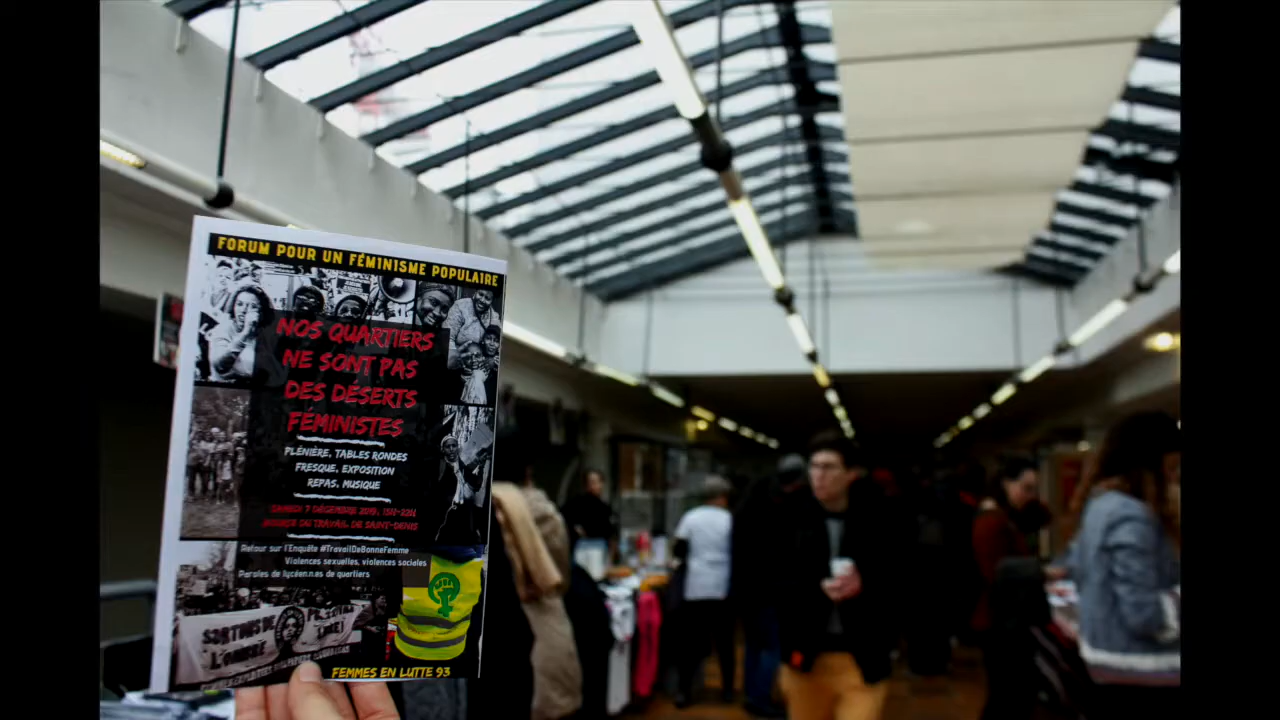 FORUM POUR UN FÉMINISME POPULAIRE
NOS QUARTIERS
NE SONT PAS
DES DÉSERTS
FÉMINISTES
PLÉNIÈRE, TABLES RONDES
FRESQUE, EXPOSITION
REPAS, MUSIQUE
SAMEDI 7 DÉCEMBRE 2019, 15H-22H
BOURSE DU TRAVAIL DE SAINT-DENIS
Retour sur l'Enquête #TravailDeBonneFemme
Violences sexuelles, violences sociales
Paroles de lycéen.n.es de quartiers
SORTONS DE
L'OMBRE
FEMMES EN LUTTE 93